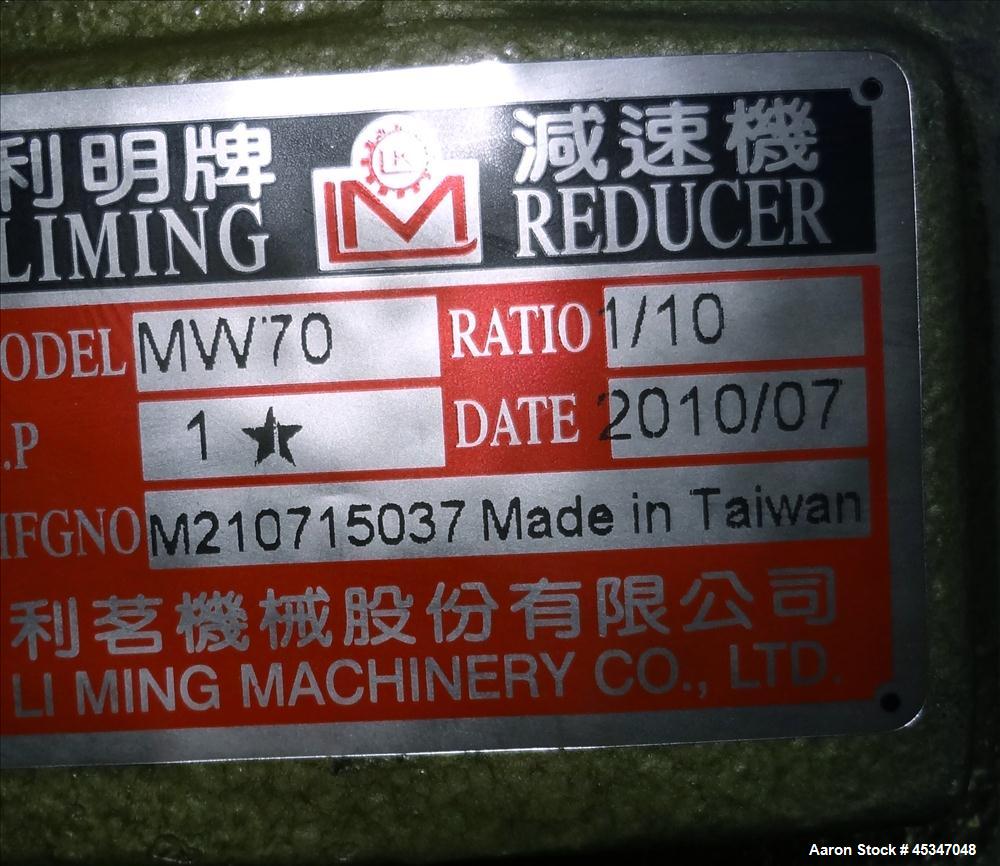 利明牌 減速機
LIMING LK REDUCER
ODEL MW70 RATIO 1/10
.P 1 ★ DATE 2010/07
MFGNO M210715037 Made in Taiwan
利茗機械股份有限公司
LI MING MACHINERY CO., LTD.
Aaron Stock # 45347048